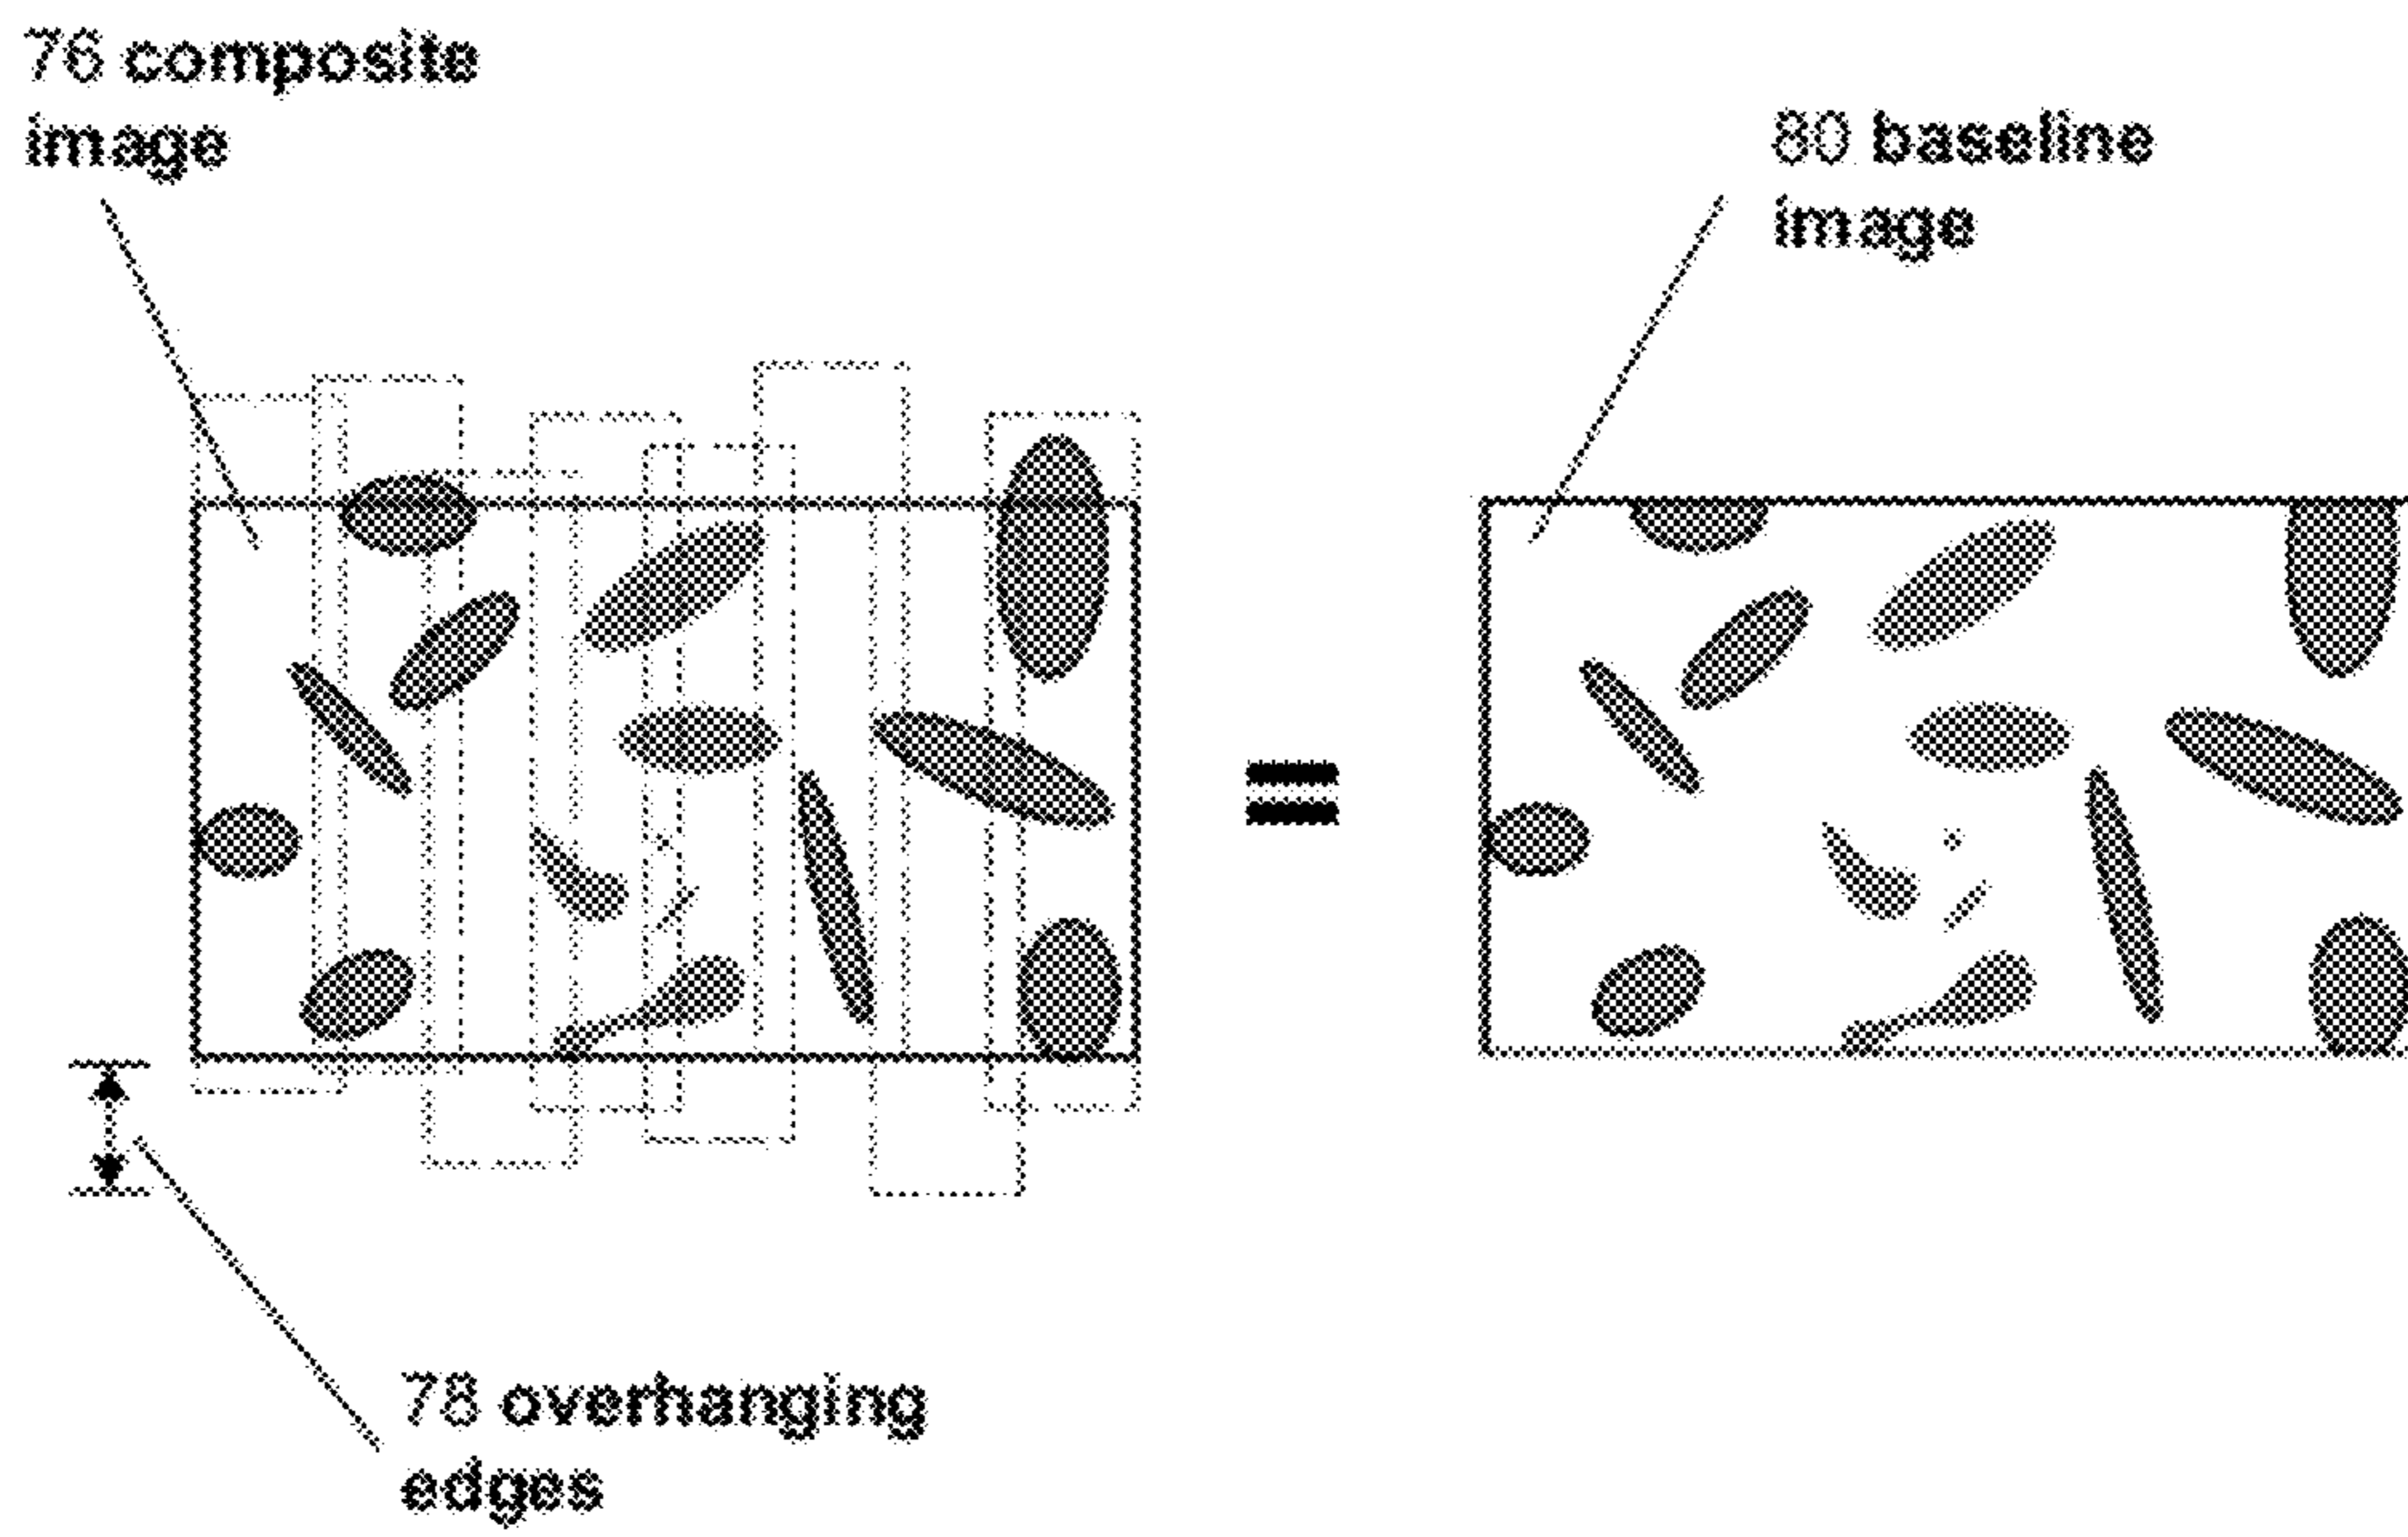 76 composite
image
80 baseline
image
=
78 overhanging
edges